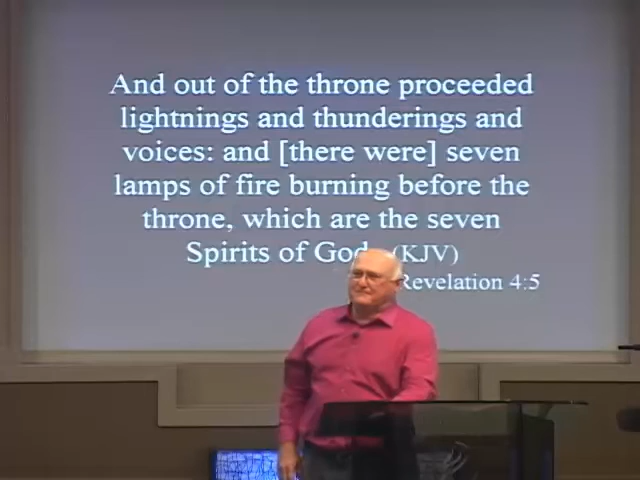 And out of the throne proceeded
lightnings and thunderings and
voices: and [there were] seven
lamps of fire burning before the
throne, which are the seven
Spirits of God (KJV)
Revelation 4:5